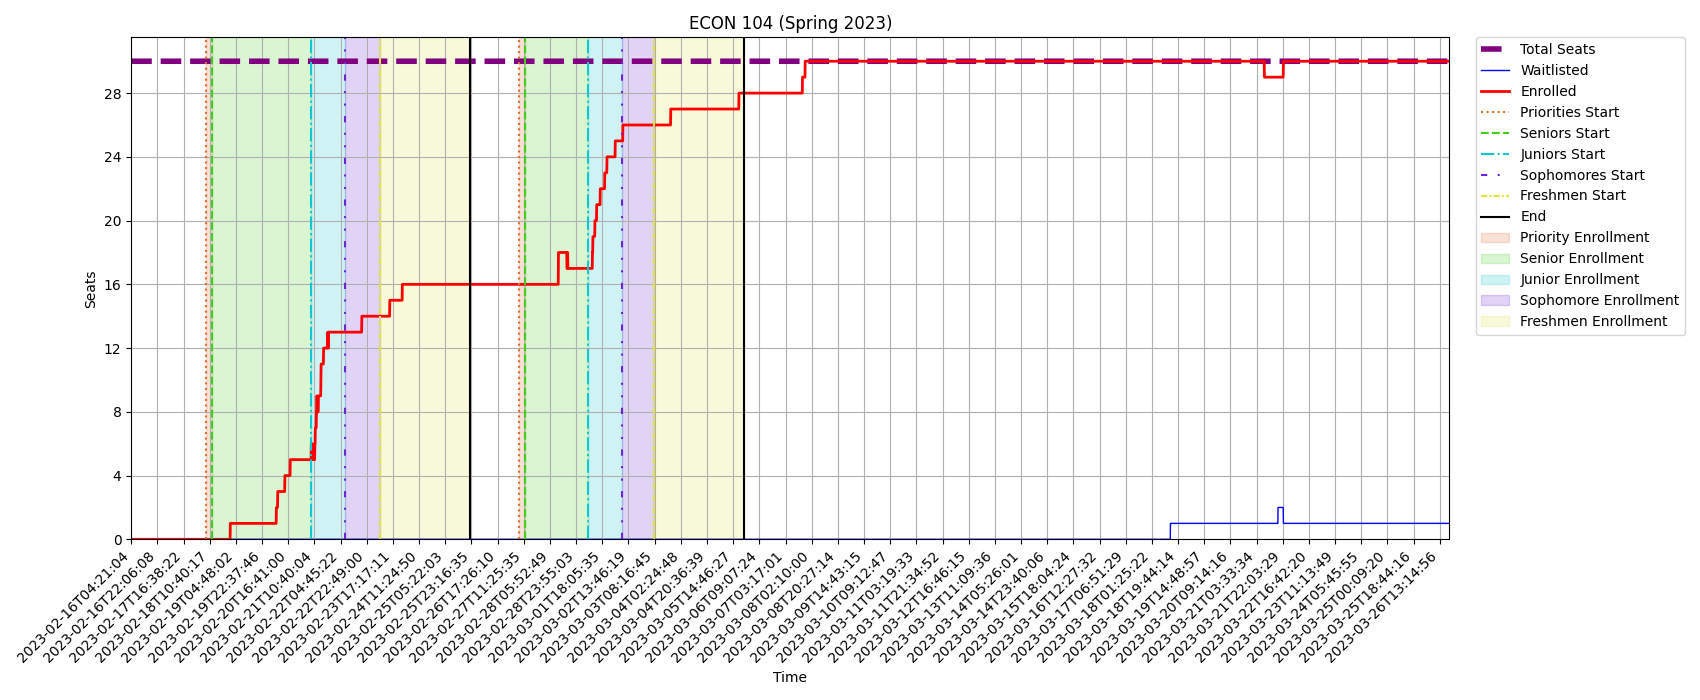 ECON 104 (Spring 2023)
Total Seats
Waitlisted
Enrolled
Priorities Start
Seniors Start
Juniors Start
Sophomores Start
Freshmen Start
End
Priority Enrollment
Senior Enrollment
Junior Enrollment
Sophomore Enrollment
Freshmen Enrollment
Seats
28
24
20
16
12
8
4
0
2023-02-16T04:21:04
2023-02-16T22:06:08
2023-02-17T16:38:22
2023-02-18T10:40:17
2023-02-19T04:48:02
2023-02-19T22:37:46
2023-02-20T16:41:00
2023-02-21T10:40:04
2023-02-22T04:45:22
2023-02-22T22:49:00
2023-02-23T17:17:11
2023-02-24T11:24:50
2023-02-25T05:22:03
2023-02-25T23:16:35
2023-02-26T17:26:10
2023-02-27T11:25:35
2023-02-28T05:52:49
2023-02-28T23:55:03
2023-03-01T18:05:35
2023-03-02T13:46:19
2023-03-03T08:16:45
2023-03-04T02:24:48
2023-03-04T20:36:39
2023-03-05T14:46:27
2023-03-06T09:07:24
2023-03-07T03:17:01
2023-03-08T02:10:00
2023-03-08T20:27:14
2023-03-09T14:43:15
2023-03-10T09:12:47
2023-03-11T03:19:33
2023-03-11T21:34:52
2023-03-12T16:46:15
2023-03-13T11:09:36
2023-03-14T05:26:01
2023-03-14T23:40:06
2023-03-15T18:04:24
2023-03-16T12:27:32
2023-03-17T06:51:29
2023-03-18T01:25:22
2023-03-18T19:44:14
2023-03-19T14:48:57
2023-03-20T09:14:16
2023-03-21T03:33:34
2023-03-21T22:03:29
2023-03-22T16:42:20
2023-03-23T11:13:49
2023-03-24T05:45:55
2023-03-25T00:09:20
2023-03-25T18:44:16
2023-03-26T13:14:56
Time